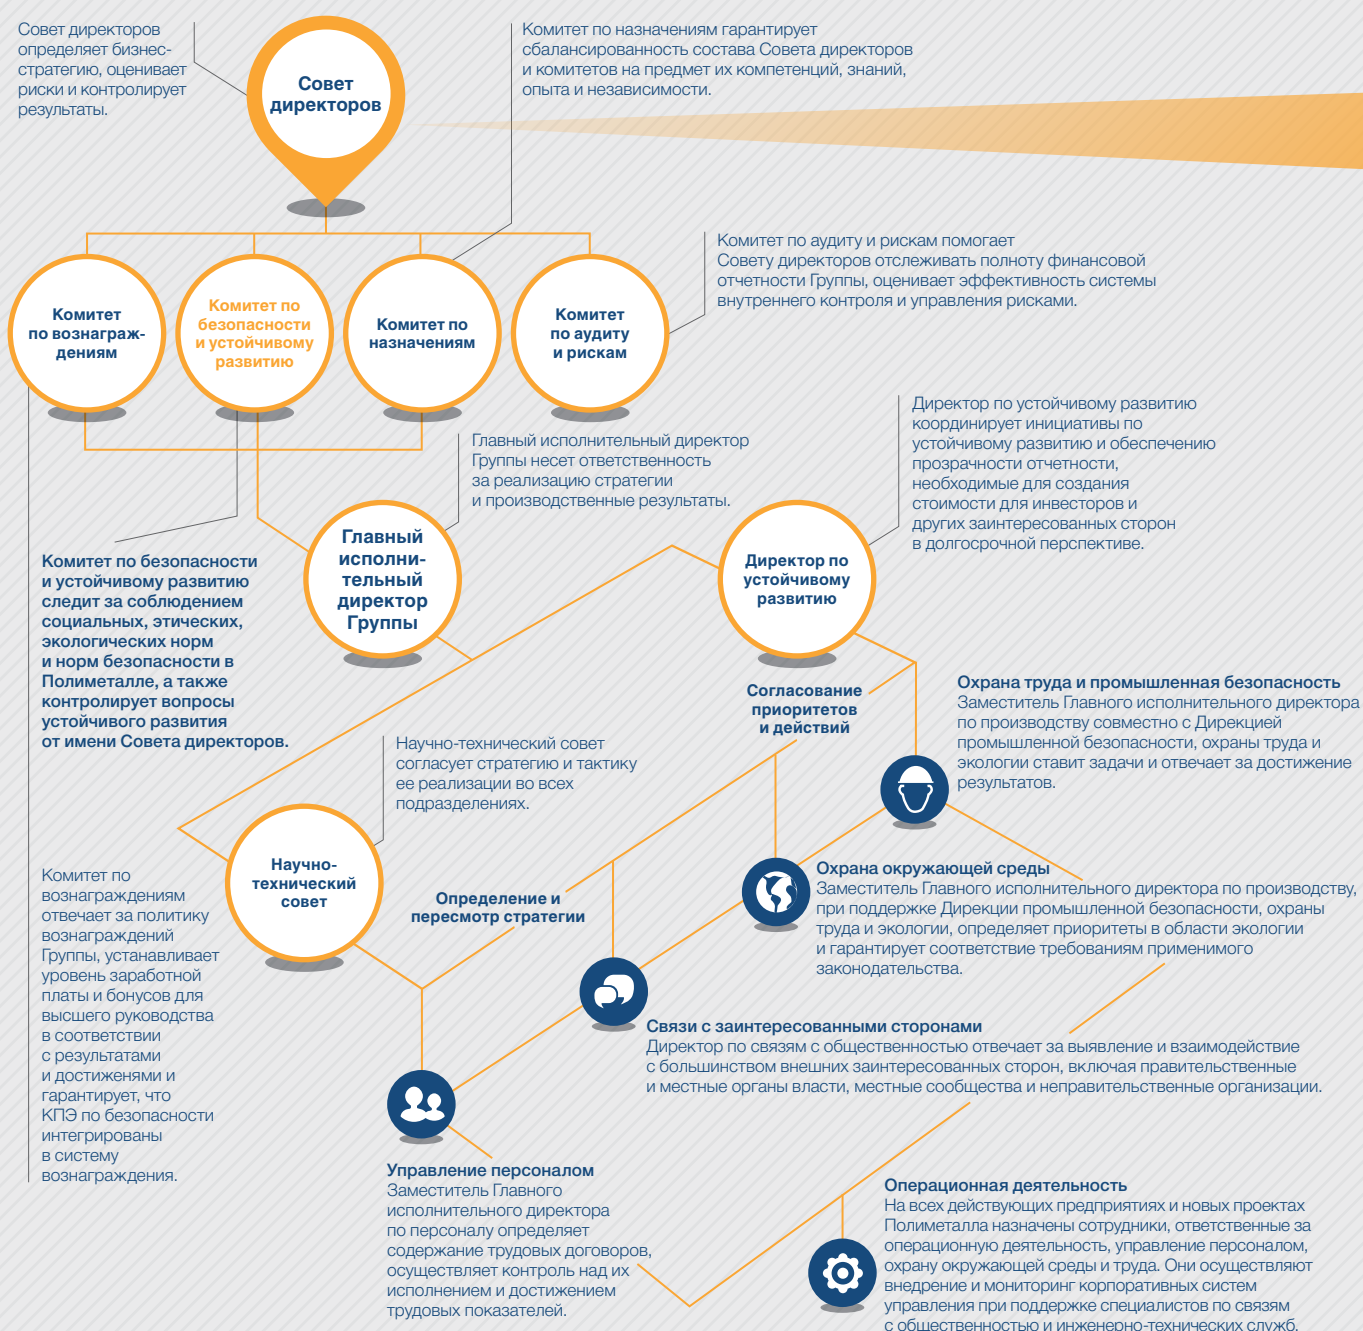 Совет директоров
определяет бизнес-
стратегию, оценивает
риски и контролирует
результаты.
Совет
директоров
Комитет по назначениям гарантирует
сбалансированность состава Совета директоров
и комитетов на предмет их компетенций, знаний,
опыта и независимости.
Комитет по аудиту и рискам помогает
Совету директоров отслеживать полноту финансовой
отчетности Группы, оценивает эффективность системы
внутреннего контроля и управления рисками.
Комитет
по вознаграж-
дениям
Комитет по
безопасности
и устойчивому
развитию
Комитет по
назначениям
Комитет
по аудиту
и рискам
Директор по устойчивому развитию
координирует инициативы по
устойчивому развитию и обеспечению
прозрачности отчетности,
необходимые для создания
стоимости для инвесторов и
других заинтересованных сторон
в долгосрочной перспективе.
Главный исполнительный директор
Группы несет ответственность
за реализацию стратегии
и производственные результаты.
Главный
исполни-
тельный
директор
Группы
Директор по
устойчивому
развитию
Комитет по безопасности
и устойчивому развитию
следит за соблюдением
социальных, этических,
экологических норм
и норм безопасности в
Полиметалле, а также
контролирует вопросы
устойчивого развития
от имени Совета директоров.
Согласование
приоритетов
и действий
Охрана труда и промышленная безопасность
Заместитель Главного исполнительного директора
по производству совместно с Дирекцией
промышленной безопасности, охраны труда и
экологии ставит задачи и отвечает за достижение
результатов.
Научно-технический совет
согласует стратегию и тактику
ее реализации во всех
подразделениях.
Научно-
технический
совет
Комитет по
вознаграждениям
отвечает за политику
вознаграждений
Группы, устанавливает
уровень заработной
платы и бонусов для
высшего руководства
в соответствии
с результатами
и достиженями и
гарантирует, что
КПЭ по безопасности
интегрированы
в систему
вознаграждения.
Определение и
пересмотр стратегии
Охрана окружающей среды
Заместитель Главного исполнительного директора по производству,
при поддержке Дирекции промышленной безопасности, охраны
труда и экологии, определяет приоритеты в области экологии
и гарантирует соответствие требованиям применимого
законодательства.
Связи с заинтересованными сторонами
Директор по связям с общественностью отвечает за выявление и взаимодействие
с большинством внешних заинтересованных сторон, включая правительственные
и местные органы власти, местные сообщества и неправительственные организации.
Управление персоналом
Заместитель Главного
исполнительного директора
по персоналу определяет
содержание трудовых договоров,
осуществляет контроль над их
исполнением и достижением
трудовых показателей.
Операционная деятельность
На всех действующих предприятиях и новых проектах
Полиметалла назначены сотрудники, ответственные за
операционную деятельность, управление персоналом,
охрану окружающей среды и труда. Они осуществляют
внедрение и мониторинг корпоративных систем
управления при поддержке специалистов по связям
с общественностью и инженерно-технических служб.